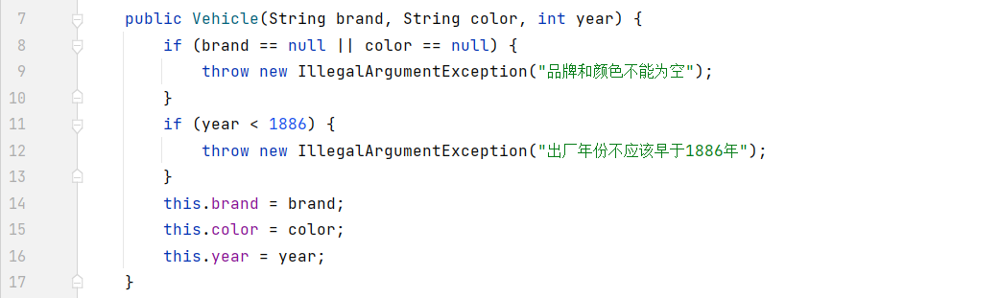 7 public Vehicle(String brand, String color, int year) {
8 if (brand == null || color == null) {
9 throw new IllegalArgumentException("品牌和颜色不能为空");
10 }
11 if (year < 1886) {
12 throw new IllegalArgumentException("出厂年份不应该早于1886年");
13 }
14 this.brand = brand;
15 this.color = color;
16 this.year = year;
17 }